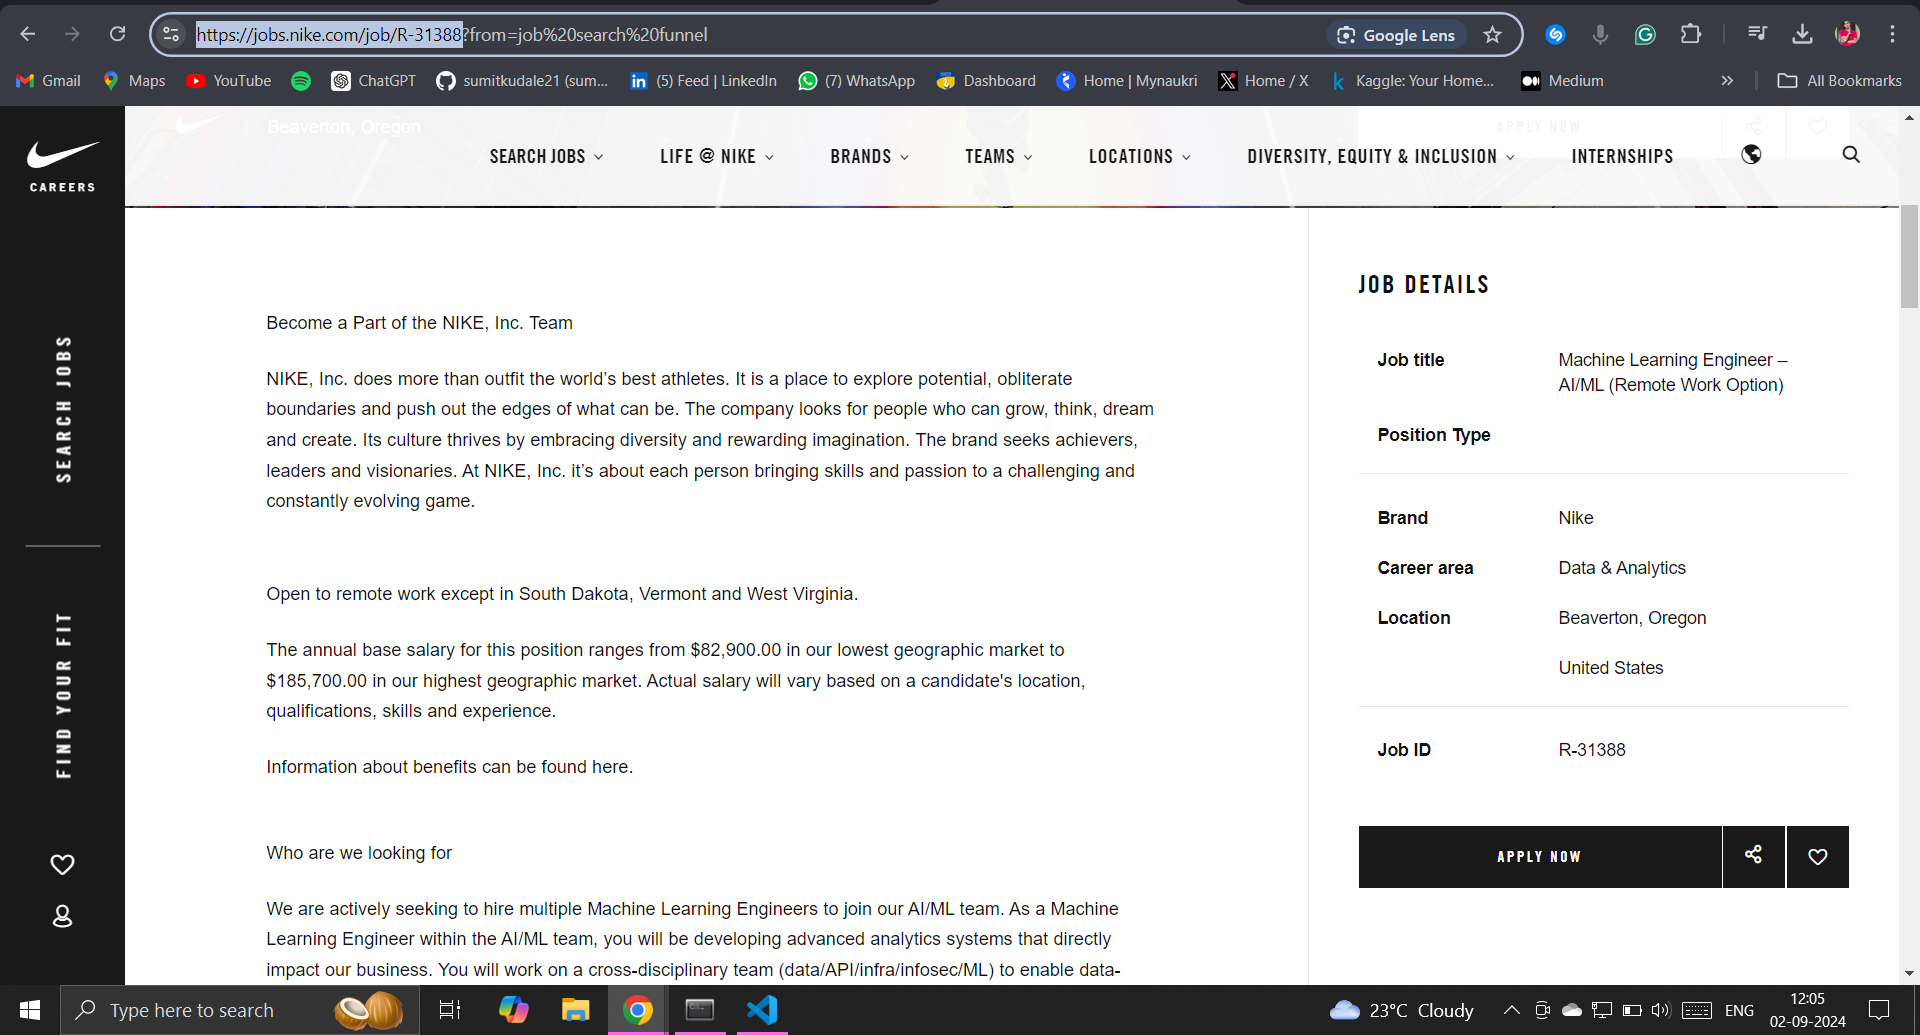 https://jobs.nike.com/job/R-31388?from=job%20search%20funnel
Google Lens
Gmail
Maps
YouTube
ChatGPT
sumitkudale21 (sum...
(5) Feed | LinkedIn
(7) WhatsApp
Dashboard
Home | Mynaukri
Home / X
Kaggle: Your Home...
Medium
»
All Bookmarks
CAREERS
SEARCH JOBS
FIND YOUR FIT
Beaverton, Oregon
APPLY NOW
SEARCH JOBS
LIFE @ NIKE
BRANDS
TEAMS
LOCATIONS
DIVERSITY, EQUITY & INCLUSION
INTERNSHIPS
Become a Part of the NIKE, Inc. Team
NIKE, Inc. does more than outfit the world’s best athletes. It is a place to explore potential, obliterate
boundaries and push out the edges of what can be. The company looks for people who can grow, think, dream
and create. Its culture thrives by embracing diversity and rewarding imagination. The brand seeks achievers,
leaders and visionaries. At NIKE, Inc. it’s about each person bringing skills and passion to a challenging and
constantly evolving game.
Open to remote work except in South Dakota, Vermont and West Virginia.
The annual base salary for this position ranges from $82,900.00 in our lowest geographic market to
$185,700.00 in our highest geographic market. Actual salary will vary based on a candidate's location,
qualifications, skills and experience.
Information about benefits can be found here.
Who are we looking for
We are actively seeking to hire multiple Machine Learning Engineers to join our AI/ML team. As a Machine
Learning Engineer within the AI/ML team, you will be developing advanced analytics systems that directly
impact our business. You will work on a cross-disciplinary team (data/API/infra/infosec/ML) to enable data-
JOB DETAILS
Job title
Machine Learning Engineer –
AI/ML (Remote Work Option)
Position Type
Brand
Nike
Career area
Data & Analytics
Location
Beaverton, Oregon
United States
Job ID
R-31388
APPLY NOW
Type here to search
23°C Cloudy
ENG
12:05
02-09-2024